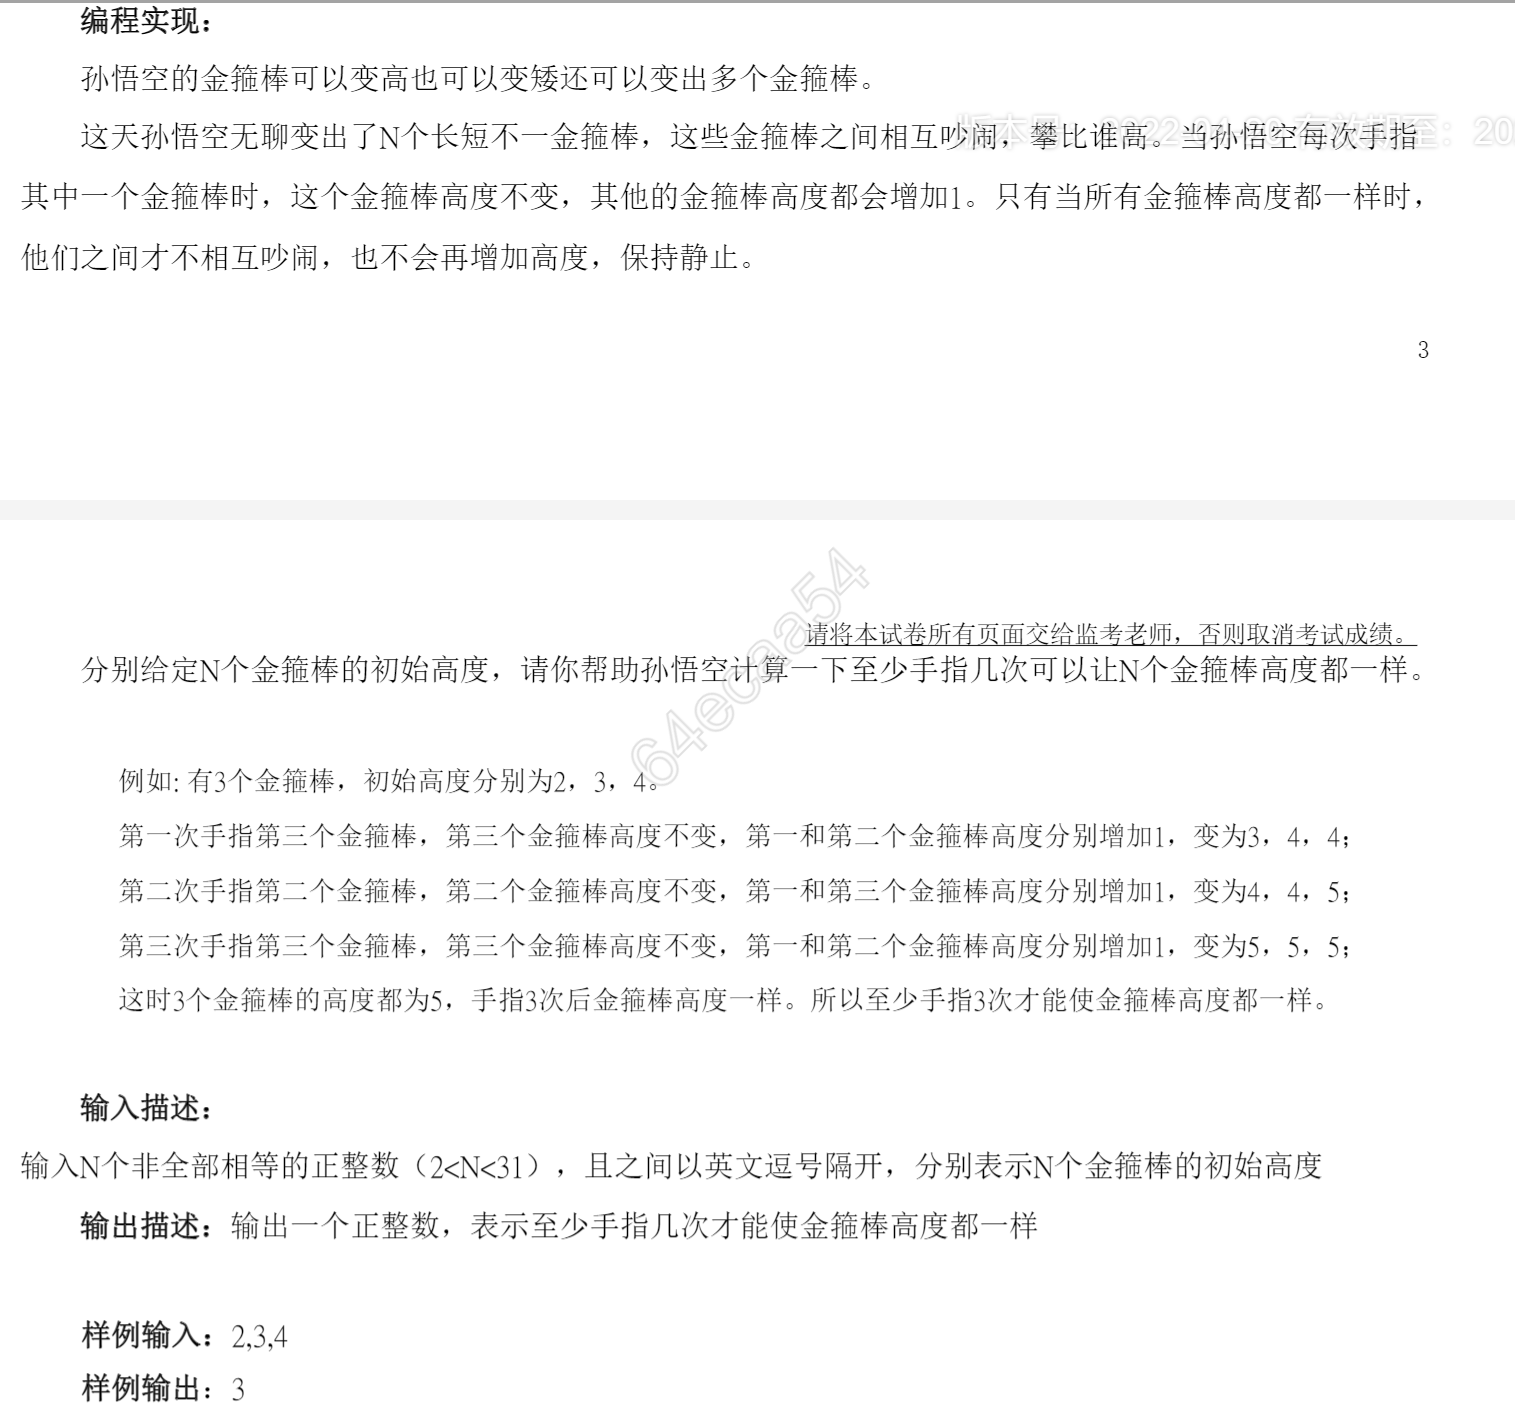 编程实现：
孙悟空的金箍棒可以变高也可以变矮还可以变出多个金箍棒。
这天孙悟空无聊变出了N个长短不一金箍棒，这些金箍棒之间相互吵闹，攀比谁高。当孙悟空每次手指
版本号：2022-04-20 有效期至：20
其中一个金箍棒时，这个金箍棒高度不变，其他的金箍棒高度都会增加1。只有当所有金箍棒高度都一样时，
他们之间才不相互吵闹，也不会再增加高度，保持静止。
3
64ecaa54
请将本试卷所有页面交给监考老师，否则取消考试成绩。
分别给定N个金箍棒的初始高度，请你帮助孙悟空计算一下至少手指几次可以让N个金箍棒高度都一样。
例如: 有3个金箍棒，初始高度分别为2，3，4。
第一次手指第三个金箍棒，第三个金箍棒高度不变，第一和第二个金箍棒高度分别增加1，变为3，4，4；
第二次手指第二个金箍棒，第二个金箍棒高度不变，第一和第三个金箍棒高度分别增加1，变为4，4，5；
第三次手指第三个金箍棒，第三个金箍棒高度不变，第一和第二个金箍棒高度分别增加1，变为5，5，5；
这时3个金箍棒的高度都为5，手指3次后金箍棒高度一样。所以至少手指3次才能使金箍棒高度都一样。
输入描述：
输入N个非全部相等的正整数（2<N<31），且之间以英文逗号隔开，分别表示N个金箍棒的初始高度
输出描述：输出一个正整数，表示至少手指几次才能使金箍棒高度都一样
样例输入：2,3,4
样例输出：3